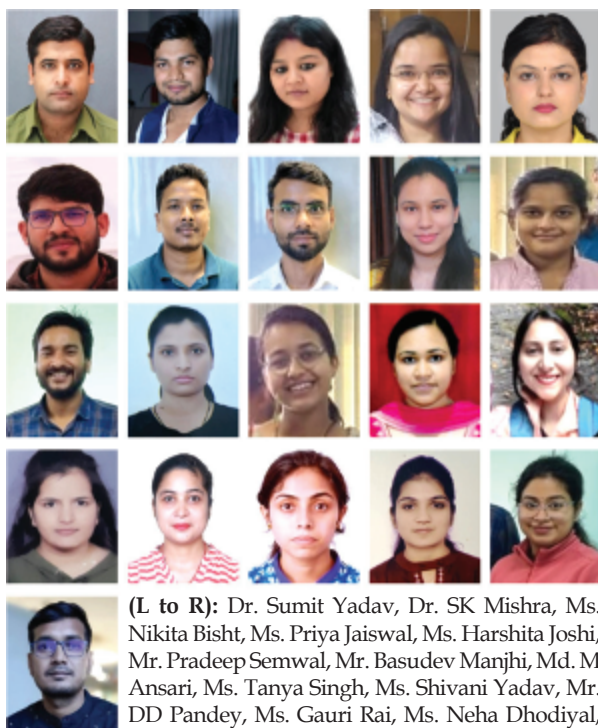 (L to R): Dr. Sumit Yadav, Dr. SK Mishra, Ms.
Nikita Bisht, Ms. Priya Jaiswal, Ms. Harshita Joshi,
Mr. Pradeep Semwal, Mr. Basudev Manjhi, Md. M
Ansari, Ms. Tanya Singh, Ms. Shivani Yadav, Mr.
DD Pandey, Ms. Gauri Rai, Ms. Neha Dhodiyal,